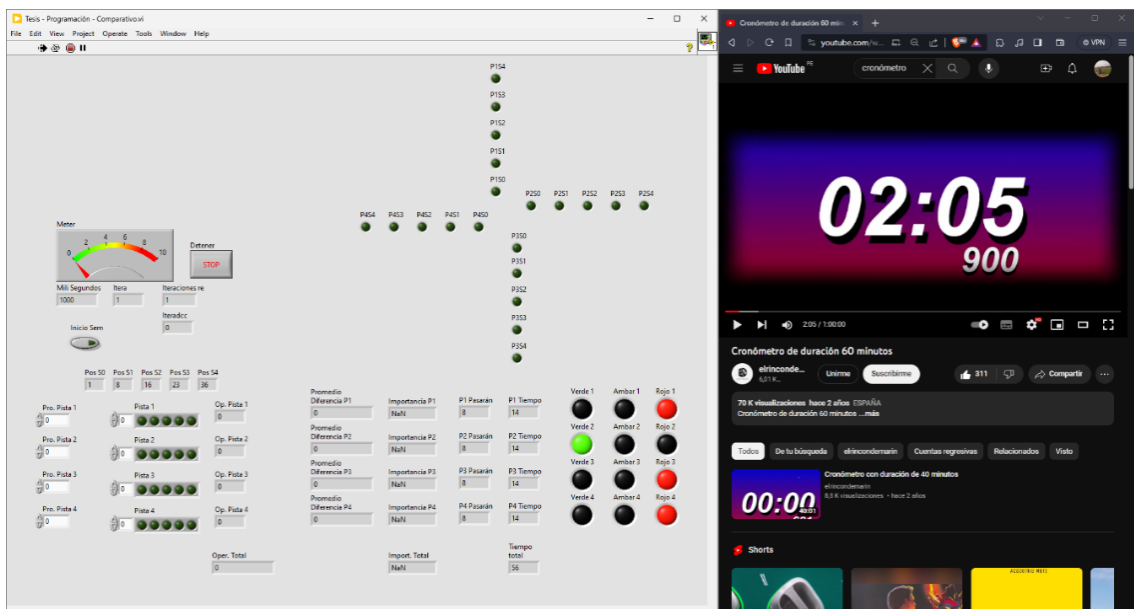 Tesis - Programación - Comparativo.vi
File Edit View Project Operate Tools Window Help
P1S4
P1S3
P1S2
P1S1
P1S0
P2S0 P2S1 P2S2 P2S3 P2S4
P4S4 P4S3 P4S2 P4S1 P4S0
P3S0
P3S1
P3S2
P3S3
P3S4
Meter
0 2 4 6 8 10
Detener
STOP
Mili Segundos Itera Iteraciones re
1000 1 1
Iteradcc
0
Inicio Sem
Pos S0 Pos S1 Pos S2 Pos S3 Pos S4
1 8 16 23 36
Pro. Pista 1 Pista 1 Op. Pista 1
0 0 0
Pro. Pista 2 Pista 2 Op. Pista 2
0 0 0
Pro. Pista 3 Pista 3 Op. Pista 3
0 0 0
Pro. Pista 4 Pista 4 Op. Pista 4
0 0 0
Oper. Total
0
Promedio
Diferencia P1 Importancia P1 P1 Pasarán P1 Tiempo
0 NaN 8 14
Promedio
Diferencia P2 Importancia P2 P2 Pasarán P2 Tiempo
0 NaN 8 14
Promedio
Diferencia P3 Importancia P3 P3 Pasarán P3 Tiempo
0 NaN 8 14
Promedio
Diferencia P4 Importancia P4 P4 Pasarán P4 Tiempo
0 NaN 8 14
Import. Total
NaN
Tiempo
total
56
Verde 1 Ambar 1 Rojo 1
Verde 2 Ambar 2 Rojo 2
Verde 3 Ambar 3 Rojo 3
Verde 4 Ambar 4 Rojo 4
Cronómetro de duración 60 min
youtube.com/w...
VPN
YouTube PE
cronómetro
02:05
900
2:05 / 1:00:00
Cronómetro de duración 60 minutos
elrinconde...
Unirme Suscribirme 311 Compartir ...
70 K visualizaciones hace 2 años ESPAÑA
Cronómetro de duración 60 minutos ...más
Todos De tu búsqueda elrincondemarin Cuentas regresivas Relacionados Visto
Cronómetro con duración de 40 minutos
elrincondemarin
8,8 K visualizaciones • hace 2 años
00:00
40:01
Shorts